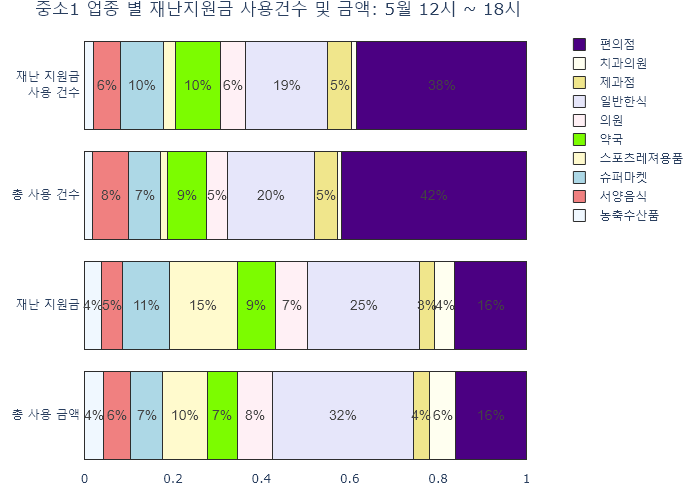 중소1 업종 별 재난지원금 사용건수 및 금액: 5월 12시 ~ 18시
편의점
치과의원
제과점
일반한식
의원
약국
스포츠레져용품
슈퍼마켓
서양음식
농축수산품
재난 지원금
사용 건수
6% 10% 10% 6% 19% 5% 38%
총 사용 건수
8% 7% 9% 5% 20% 5% 42%
재난 지원금
4% 5% 11% 15% 9% 7% 25% 3% 4% 16%
총 사용 금액
4% 6% 7% 10% 7% 8% 32% 4% 6% 16%
0 0.2 0.4 0.6 0.8 1